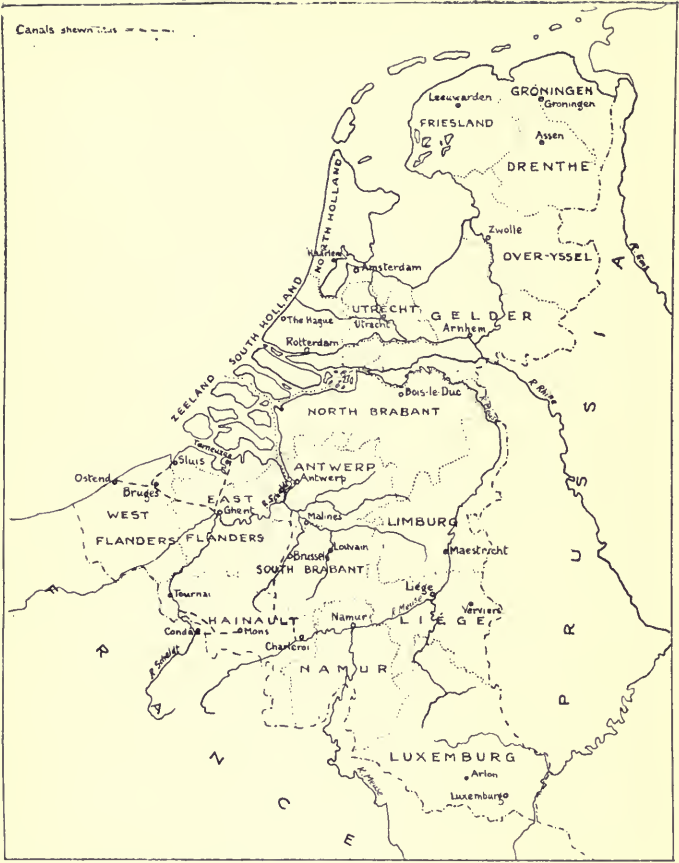 Canals shewn thus
GRÖNINGEN
Groningen
Leeuwarden
FRIESLAND
Assen
DRENTHE
NORTH HOLLAND
Haarlem
Amsterdam
Zwolle
OVER-YSSEL
R. Ems
UTRECHT
Utrecht
GELDER
Arnhem
SOUTH HOLLAND
The Hague
Rotterdam
ZEELAND
Bois-le-Duc
R. Rhine
NORTH BRABANT
Terneuzen
Sluis
Ostend
Bruges
ANTWERP
Antwerp
EAST
Ghent
WEST
FLANDERS
FLANDERS
Malines
LIMBURG
Louvain
Brussels
SOUTH BRABANT
Maestricht
Tournai
Liége
R. Meuse
Verviers
HAINAULT
Namur
LIÉGE
Condé
Mons
Charleroi
R. Scheldt
NAMUR
LUXEMBURG
Arlon
Luxemburg
R. Meuse
FRANCE
PRUSSIA